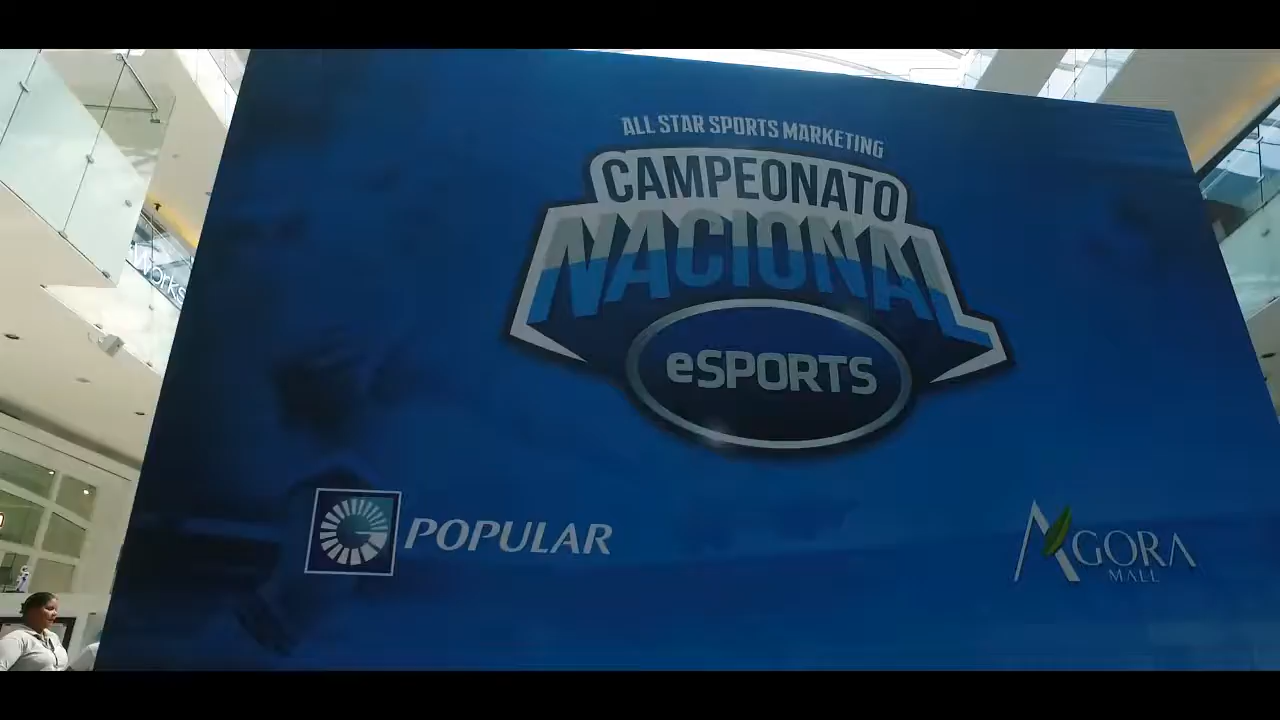 ALL STAR SPORTS MARKETING
CAMPEONATO
NACIONAL
eSPORTS
POPULAR
AGORA
MALL